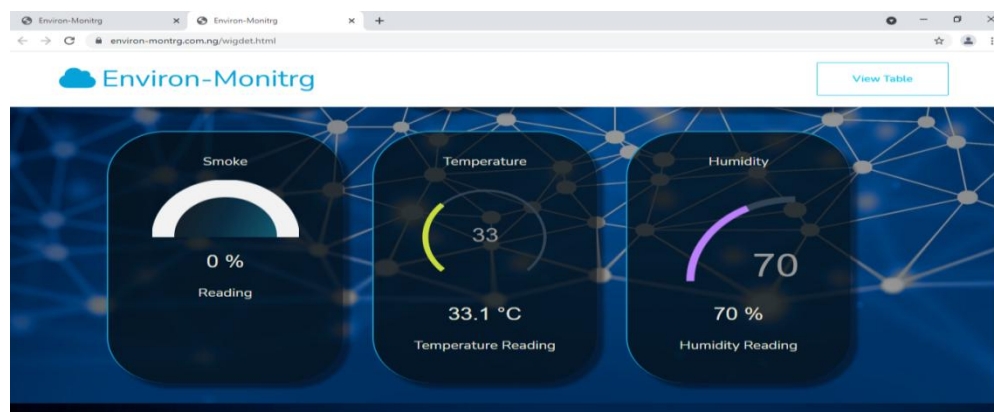 Environ-Monitrg
Environ-Monitrg
environ-montrg.com.ng/wigdet.html
Environ-Monitrg
View Table
Smoke
0 %
Reading
Temperature
33
33.1 °C
Temperature Reading
Humidity
70
70 %
Humidity Reading